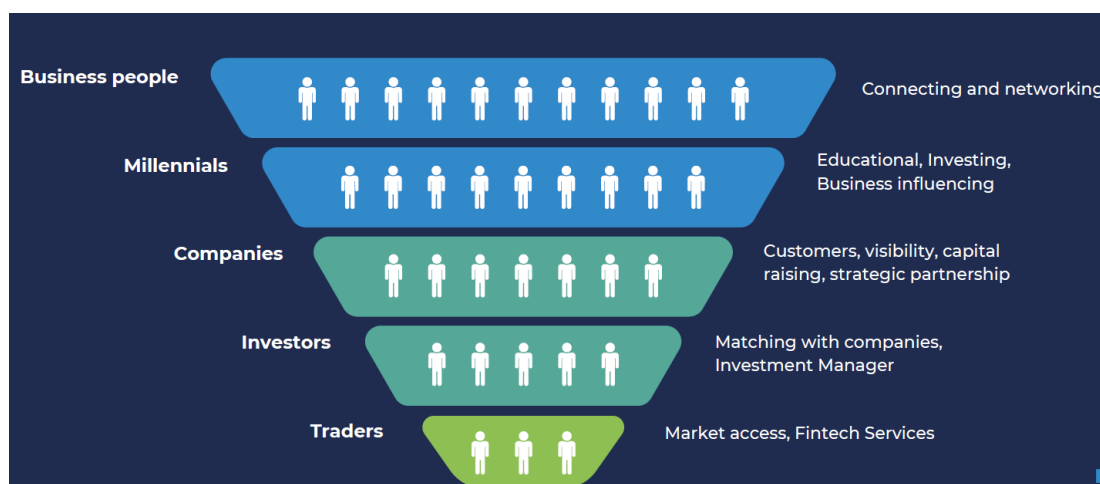 Business people
Connecting and networking
Millennials
Educational, Investing,
Business influencing
Companies
Customers, visibility, capital
raising, strategic partnership
Investors
Matching with companies,
Investment Manager
Traders
Market access, Fintech Services